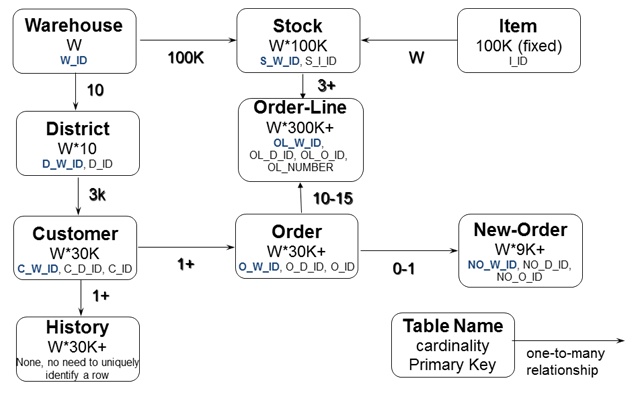 Warehouse
W
W_ID
100K
Stock
W*100K
S_W_ID, S_I_ID
W
Item
100K (fixed)
I_ID
10
3+
District
W*10
D_W_ID, D_ID
Order-Line
W*300K+
OL_W_ID,
OL_D_ID, OL_O_ID,
OL_NUMBER
3k
10-15
Customer
W*30K
C_W_ID, C_D_ID, C_ID
1+
Order
W*30K+
O_W_ID, O_D_ID, O_ID
0-1
New-Order
W*9K+
NO_W_ID, NO_D_ID,
NO_O_ID
1+
History
W*30K+
None, no need to uniquely
identify a row
Table Name
cardinality
Primary Key
one-to-many
relationship